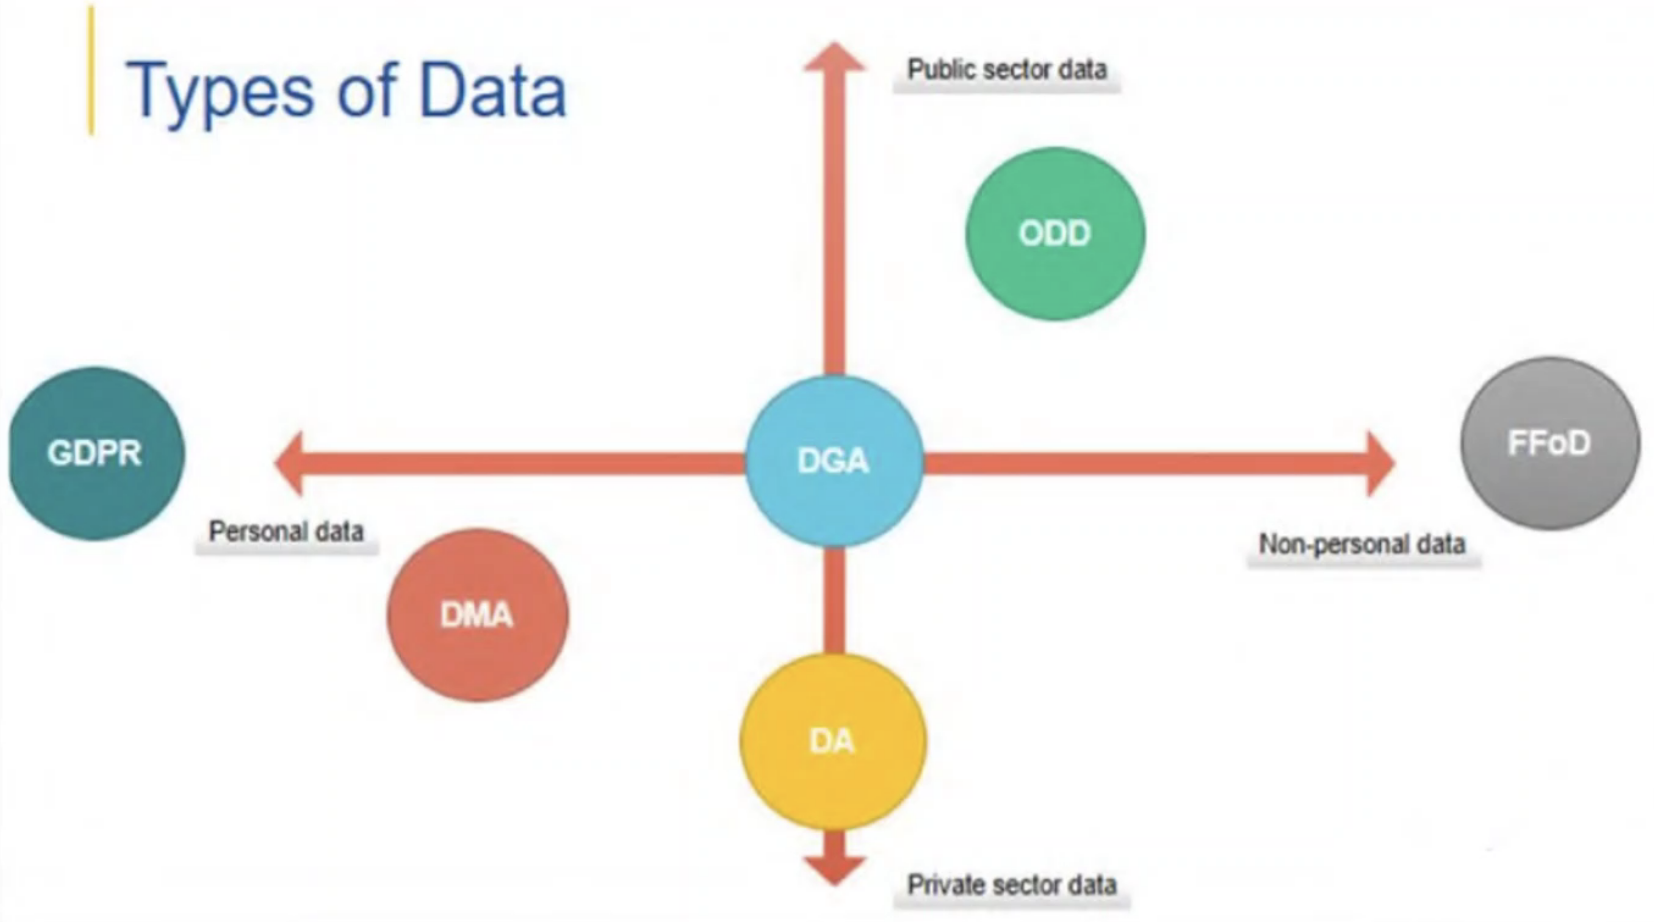 Types of Data
Public sector data
ODD
GDPR
DGA
FFoD
Personal data
Non-personal data
DMA
DA
Private sector data